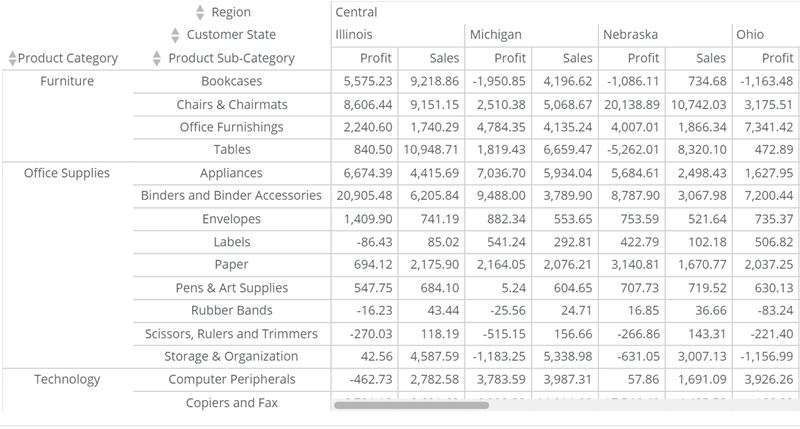 Region Central
Customer State Illinois Michigan Nebraska Ohio
Product Category Product Sub-Category Profit Sales Profit Sales Profit Sales Profit
Furniture Bookcases 5,575.23 9,218.86 -1,950.85 4,196.62 -1,086.11 734.68 -1,163.48
Chairs & Chairmats 8,606.44 9,151.15 2,510.38 5,068.67 20,138.89 10,742.03 3,175.51
Office Furnishings 2,240.60 1,740.29 4,784.35 4,135.24 4,007.01 1,866.34 7,341.42
Tables 840.50 10,948.71 1,819.43 6,659.47 -5,262.01 8,320.10 472.89
Office Supplies Appliances 6,674.39 4,415.69 7,036.70 5,934.04 5,684.61 2,498.43 1,627.95
Binders and Binder Accessories 20,905.48 6,205.84 9,488.00 3,789.90 8,787.90 3,067.98 7,200.44
Envelopes 1,409.90 741.19 882.34 553.65 753.59 521.64 735.37
Labels -86.43 85.02 541.24 292.81 422.79 102.18 506.82
Paper 694.12 2,175.90 2,164.05 2,076.21 3,140.81 1,670.77 2,037.25
Pens & Art Supplies 547.75 684.10 5.24 604.65 707.73 719.52 630.13
Rubber Bands -16.23 43.44 -25.56 24.71 16.85 36.66 -83.24
Scissors, Rulers and Trimmers -270.03 118.19 -515.15 156.66 -266.86 143.31 -221.40
Storage & Organization 42.56 4,587.59 -1,183.25 5,338.98 -631.05 3,007.13 -1,156.99
Technology Computer Peripherals -462.73 2,782.58 3,783.59 3,987.31 57.86 1,691.09 3,926.26
Copiers and Fax